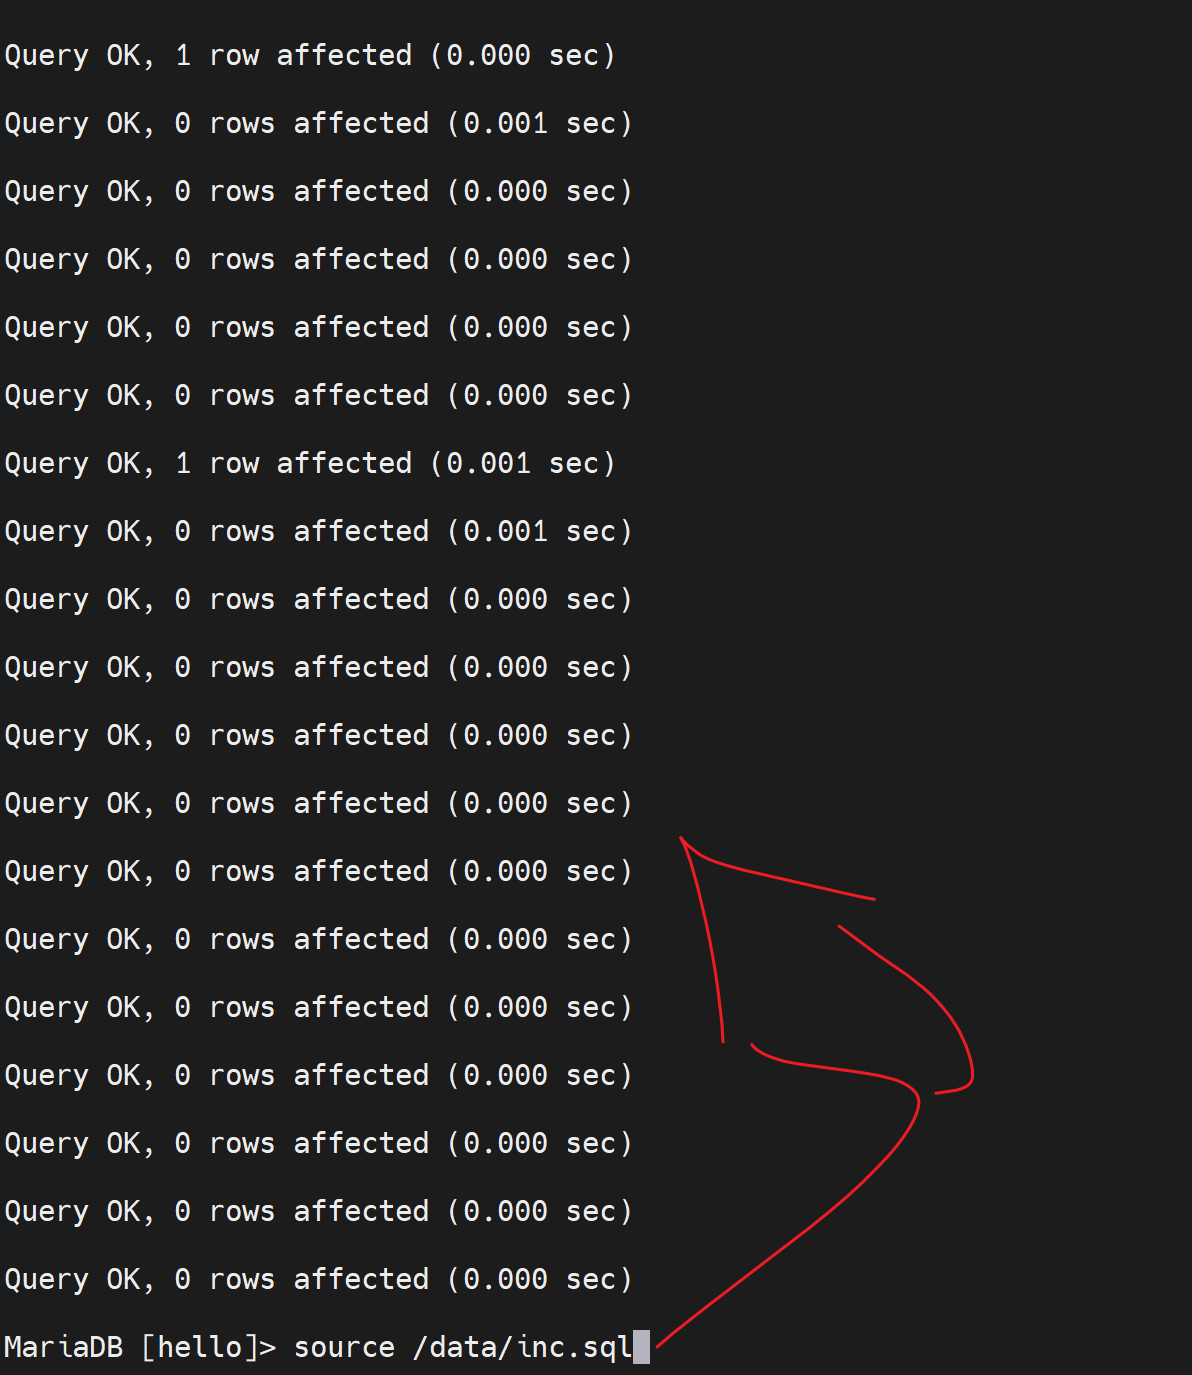 Query OK, 1 row affected (0.000 sec)
Query OK, 0 rows affected (0.001 sec)
Query OK, 0 rows affected (0.000 sec)
Query OK, 0 rows affected (0.000 sec)
Query OK, 0 rows affected (0.000 sec)
Query OK, 0 rows affected (0.000 sec)
Query OK, 1 row affected (0.001 sec)
Query OK, 0 rows affected (0.001 sec)
Query OK, 0 rows affected (0.000 sec)
Query OK, 0 rows affected (0.000 sec)
Query OK, 0 rows affected (0.000 sec)
Query OK, 0 rows affected (0.000 sec)
Query OK, 0 rows affected (0.000 sec)
Query OK, 0 rows affected (0.000 sec)
Query OK, 0 rows affected (0.000 sec)
Query OK, 0 rows affected (0.000 sec)
Query OK, 0 rows affected (0.000 sec)
Query OK, 0 rows affected (0.000 sec)
Query OK, 0 rows affected (0.000 sec)
MariaDB [hello]> source /data/inc.sql